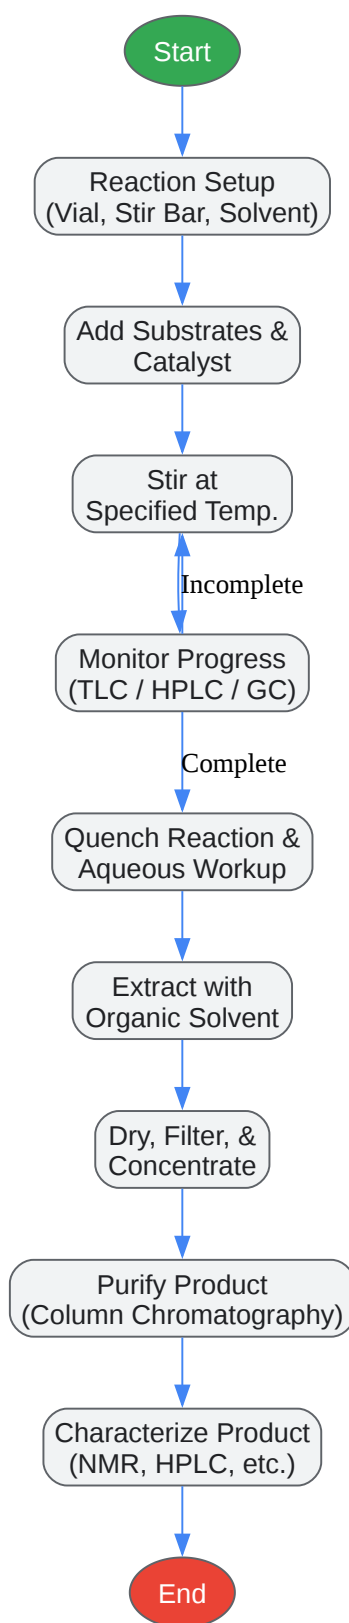 Start
Reaction Setup
(Vial, Stir Bar, Solvent)
Add Substrates &
Catalyst
Stir at
Specified Temp.
Incomplete
Monitor Progress
(TLC / HPLC / GC)
Complete
Quench Reaction &
Aqueous Workup
Extract with
Organic Solvent
Dry, Filter, &
Concentrate
Purify Product
(Column Chromatography)
Characterize Product
(NMR, HPLC, etc.)
End